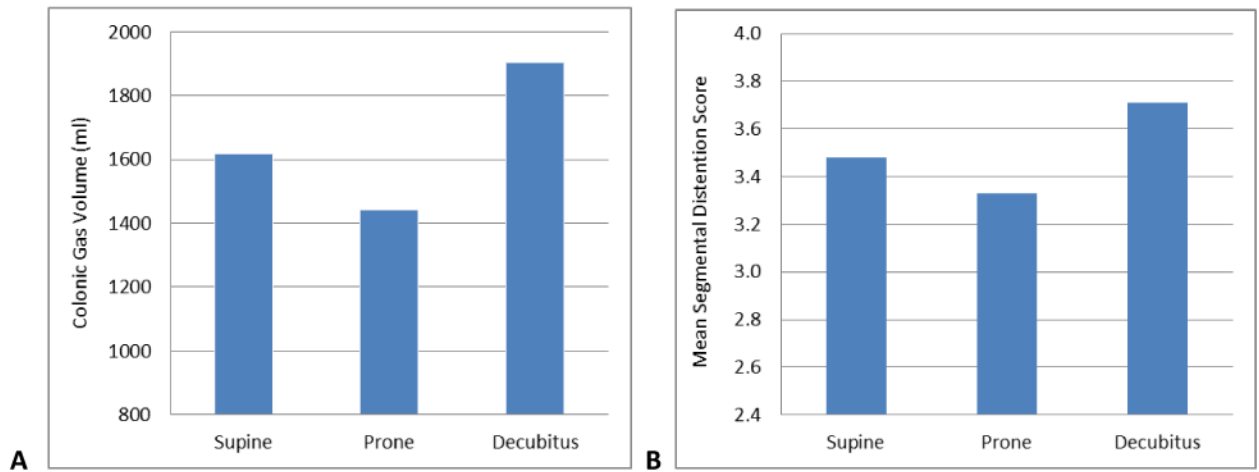 Colonic Gas Volume (ml)
2000
1800
1600
1400
1200
1000
800
Supine Prone Decubitus
A
Mean Segmental Distention Score
4.0
3.8
3.6
3.4
3.2
3.0
2.8
2.6
2.4
Supine Prone Decubitus
B